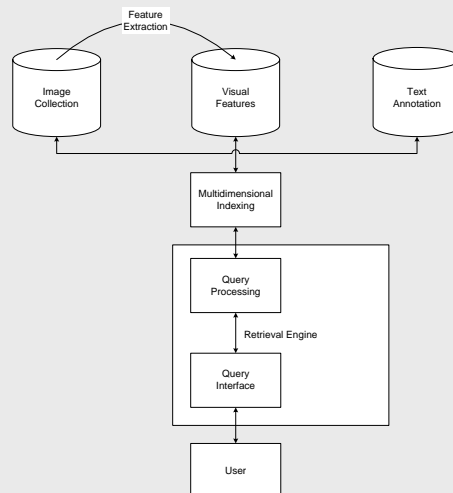 Feature
Extraction
Image
Collection
Visual
Features
Text
Annotation
Multidimensional
Indexing
Query
Processing
Retrieval Engine
Query
Interface
User